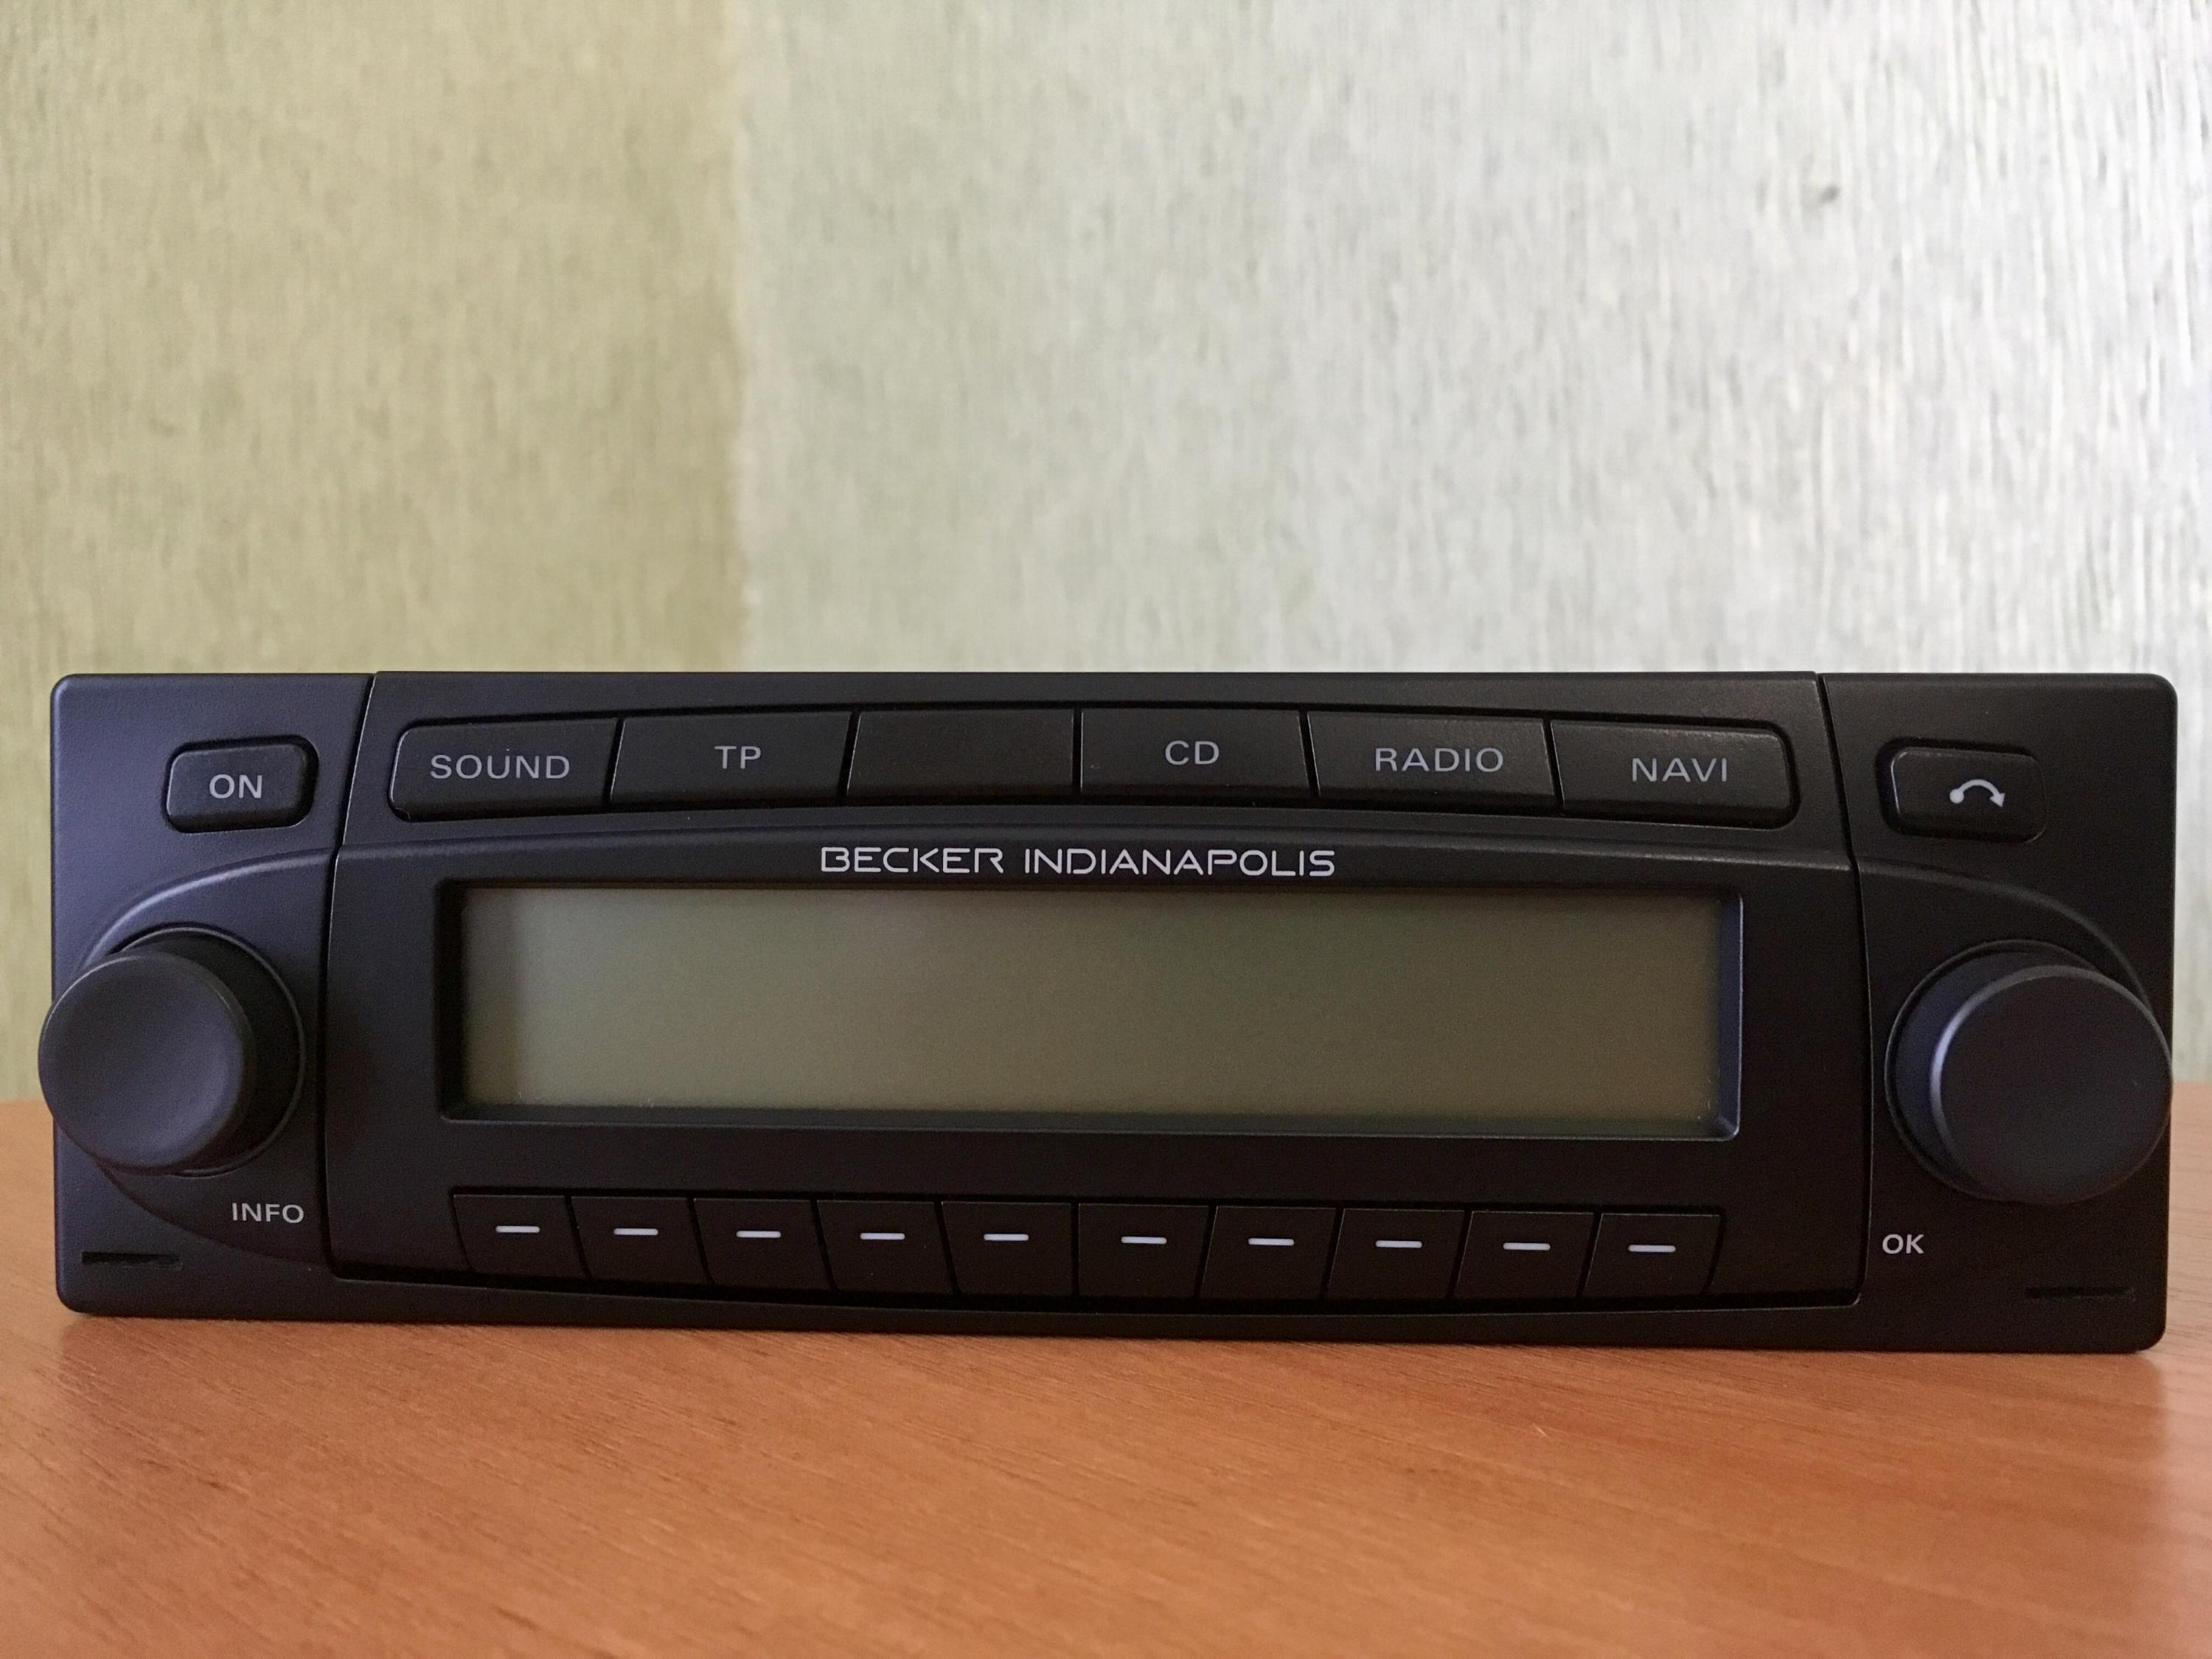 ON
SOUND
TP
CD
RADIO
NAVI
BECKER INDIANAPOLIS
INFO
OK